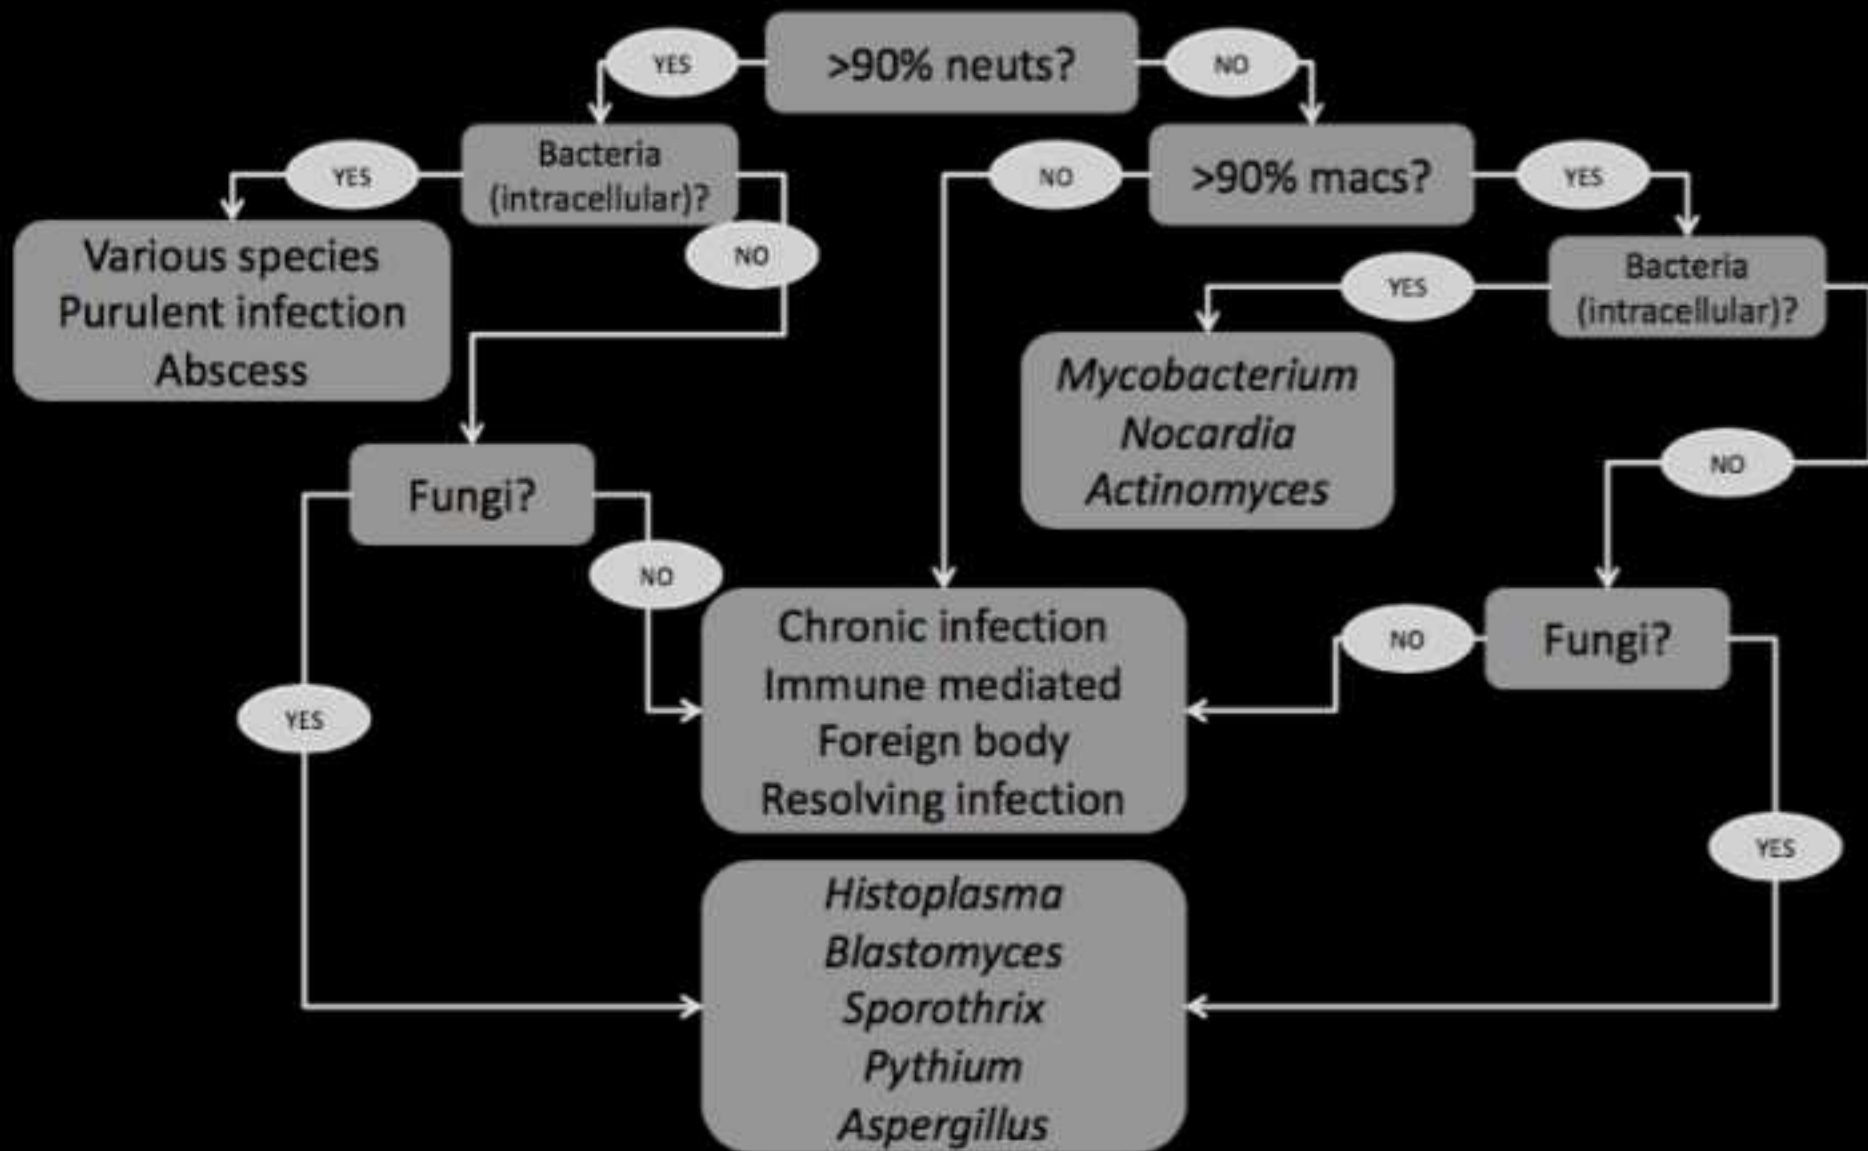 >90% neuts?
YES
NO
Bacteria
(intracellular)?
YES
NO
>90% macs?
NO
YES
Various species
Purulent infection
Abscess
Bacteria
(intracellular)?
YES
NO
Mycobacterium
Nocardia
Actinomyces
Fungi?
NO
YES
Fungi?
NO
YES
Chronic infection
Immune mediated
Foreign body
Resolving infection
Histoplasma
Blastomyces
Sporothrix
Pythium
Aspergillus